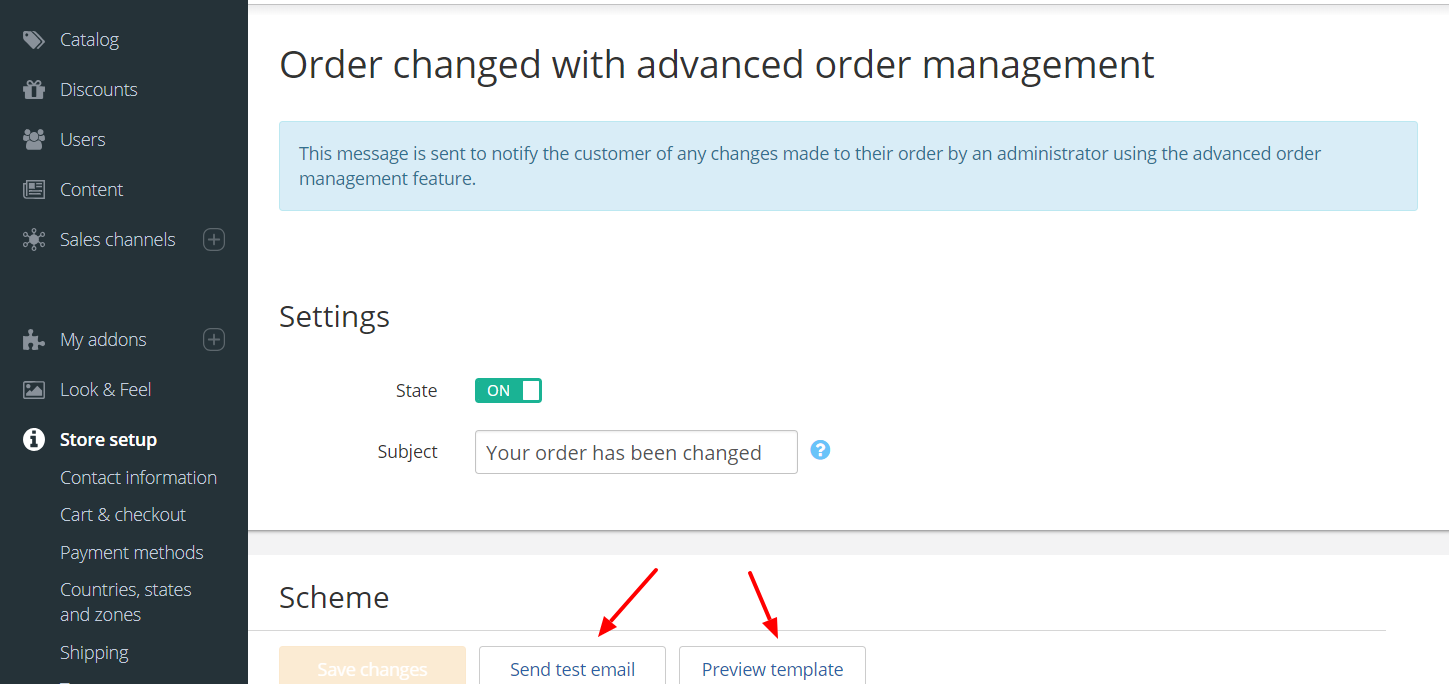 Catalog
Discounts
Users
Content
Sales channels
My addons
Look & Feel
Store setup
Contact information
Cart & checkout
Payment methods
Countries, states
and zones
Shipping
Order changed with advanced order management
This message is sent to notify the customer of any changes made to their order by an administrator using the advanced order
management feature.
Settings
State
ON
Subject
Your order has been changed
?
Scheme
Save changes
Send test email
Preview template